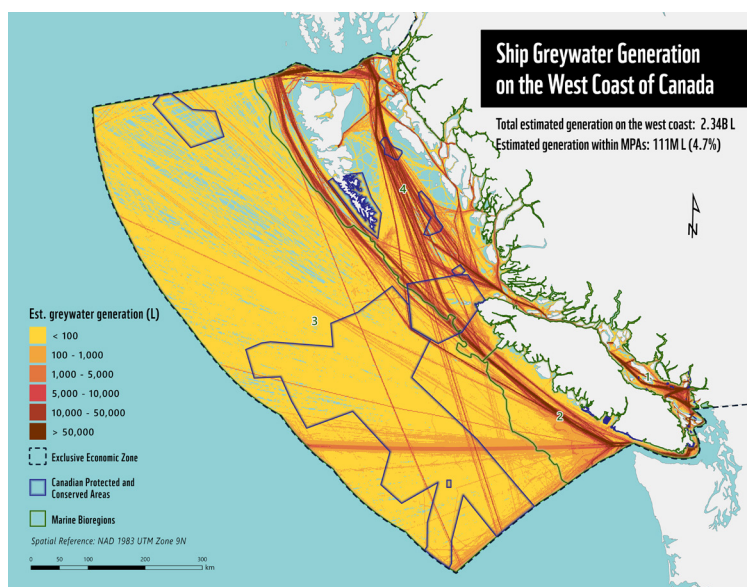 Ship Greywater Generation
on the West Coast of Canada
Total estimated generation on the west coast: 2.34B L
Estimated generation within MPAs: 111M L (4.7%)
N
4
3
1
2
Est. greywater generation (L)
< 100
100 - 1,000
1,000 - 5,000
5,000 - 10,000
10,000 - 50,000
> 50,000
Exclusive Economic Zone
Canadian Protected and
Conserved Areas
Marine Bioregions
Spatial Reference: NAD 1983 UTM Zone 9N
0 50 100 200 300
km